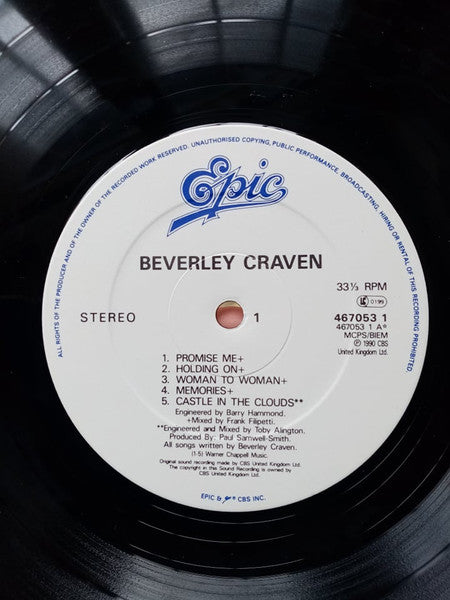 ALL RIGHTS OF THE PRODUCER AND OF THE OWNER OF THE RECORDED WORK RESERVED. UNAUTHORISED COPYING, PUBLIC PERFORMANCE, BROADCASTING, HIRING OR RENTAL OF THIS RECORDING PROHIBITED
Epic
BEVERLEY CRAVEN
33⅓ RPM
STEREO
1
LC 0199
467053 1
467053 1 A*
MCPS/BIEM
℗ 1990 CBS
United Kingdom Ltd.
1. PROMISE ME+
2. HOLDING ON+
3. WOMAN TO WOMAN+
4. MEMORIES+
5. CASTLE IN THE CLOUDS**
Engineered by Barry Hammond.
+Mixed by Frank Filipetti.
**Engineered and Mixed by Toby Alington.
Produced By: Paul Samwell-Smith.
All songs written by Beverley Craven.
(1-5) Warner Chappell Music.
Original sound recording made by CBS United Kingdom Ltd.
The copyright in this Sound Recording is owned by
CBS United Kingdom Ltd.
EPIC & ® CBS INC.